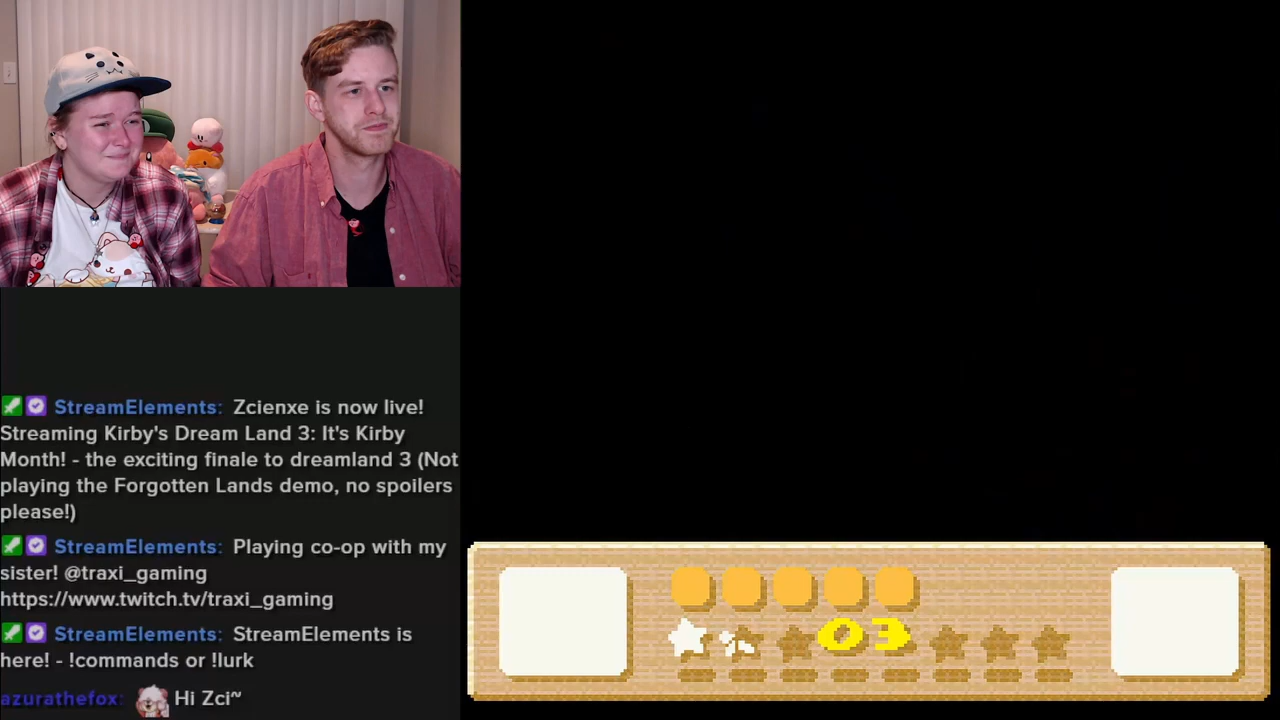 StreamElements: Zcienxe is now live!
Streaming Kirby's Dream Land 3: It's Kirby
Month! - the exciting finale to dreamland 3 (Not
playing the Forgotten Lands demo, no spoilers
please!)
StreamElements: Playing co-op with my
sister! @traxi_gaming
https://www.twitch.tv/traxi_gaming
StreamElements: StreamElements is
here! - !commands or !lurk
azurathefox: Hi Zci~
03